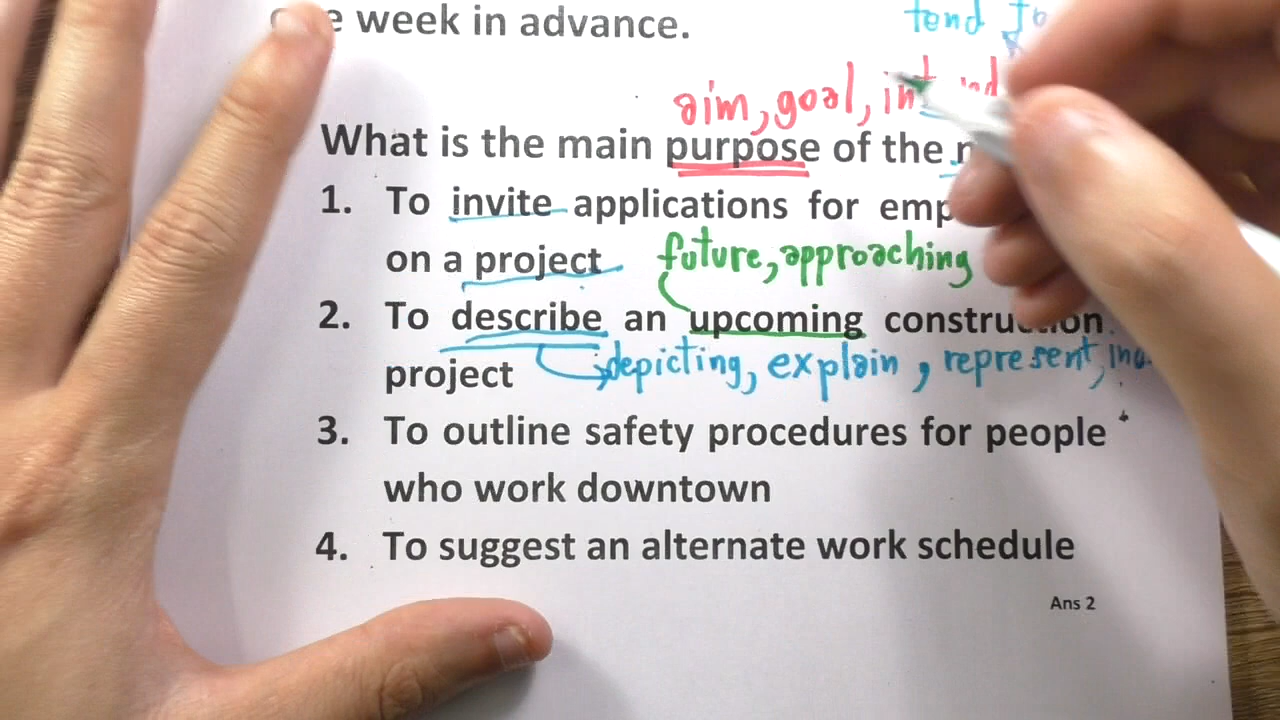 week in advance.
tend
aim, goal,
What is the main purpose of the
1. To invite applications for
on a project
future, approaching
2. To describe an upcoming construction
project
depicting, explain, represent,
3. To outline safety procedures for people
who work downtown
4. To suggest an alternate work schedule
Ans 2